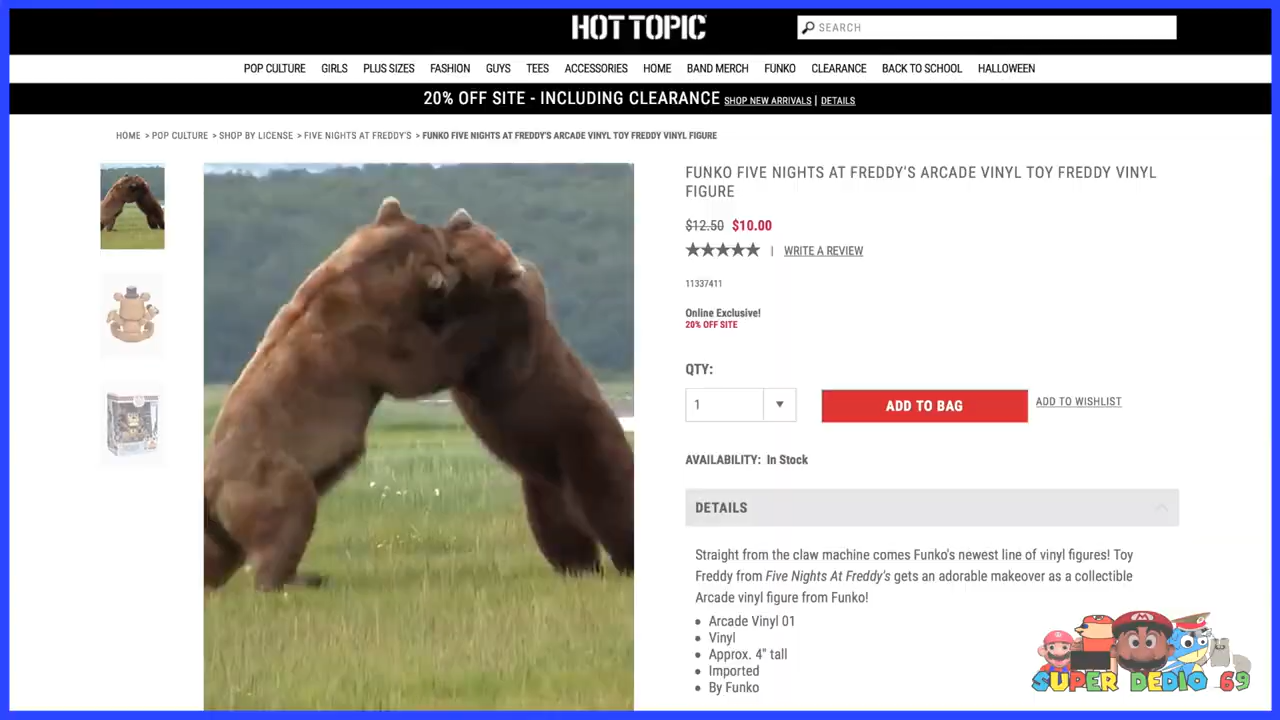 HOT TOPIC
SEARCH
POP CULTURE GIRLS PLUS SIZES FASHION GUYS TEES ACCESSORIES HOME BAND MERCH FUNKO CLEARANCE BACK TO SCHOOL HALLOWEEN
20% OFF SITE - INCLUDING CLEARANCE SHOP NEW ARRIVALS | DETAILS
HOME > POP CULTURE > SHOP BY LICENSE > FIVE NIGHTS AT FREDDY'S > FUNKO FIVE NIGHTS AT FREDDY'S ARCADE VINYL TOY FREDDY VINYL FIGURE
FUNKO FIVE NIGHTS AT FREDDY'S ARCADE VINYL TOY FREDDY VINYL
FIGURE
$12.50 $10.00
| WRITE A REVIEW
11337411
Online Exclusive!
20% OFF SITE
QTY:
1
ADD TO BAG
ADD TO WISHLIST
AVAILABILITY: In Stock
DETAILS
Straight from the claw machine comes Funko's newest line of vinyl figures! Toy
Freddy from Five Nights At Freddy's gets an adorable makeover as a collectible
Arcade vinyl figure from Funko!
• Arcade Vinyl 01
• Vinyl
• Approx. 4" tall
• Imported
• By Funko
SUPER DEDIO 69